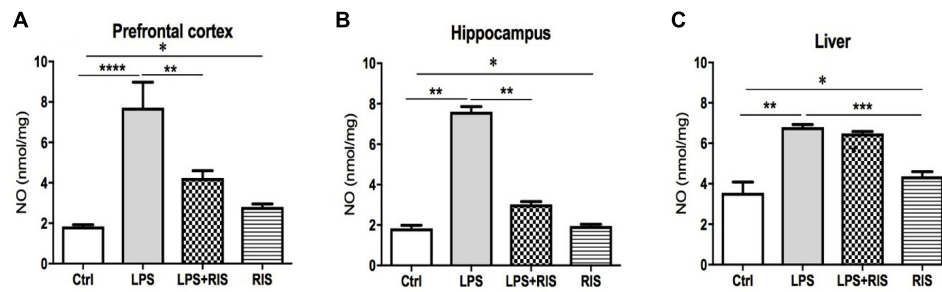 A
Prefrontal cortex
*
**** **
10
8
6
4
2
0
NO (nmol/mg)
Ctrl LPS LPS+RIS RIS
B
Hippocampus
*
** **
10
8
6
4
2
0
NO (nmol/mg)
Ctrl LPS LPS+RIS RIS
C
Liver
*
** ***
10
8
6
4
2
0
NO (nmol/mg)
Ctrl LPS LPS+RIS RIS